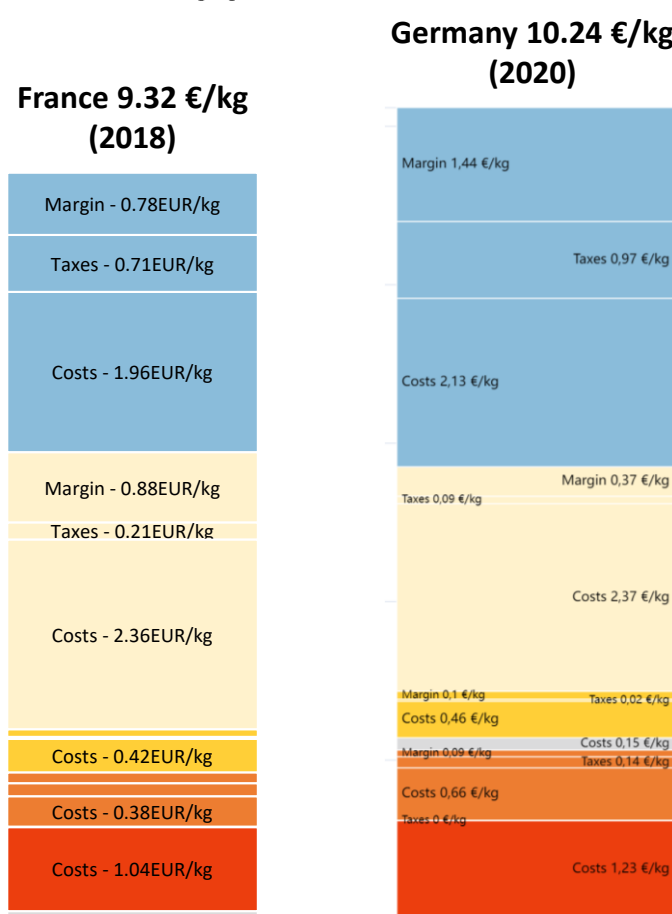 France 9.32 €/kg
(2018)
Margin - 0.78EUR/kg
Taxes - 0.71EUR/kg
Costs - 1.96EUR/kg
Margin - 0.88EUR/kg
Taxes - 0.21EUR/kg
Costs - 2.36EUR/kg
Costs - 0.42EUR/kg
Costs - 0.38EUR/kg
Costs - 1.04EUR/kg
Germany 10.24 €/kg
(2020)
Margin 1,44 €/kg
Taxes 0,97 €/kg
Costs 2,13 €/kg
Margin 0,37 €/kg
Taxes 0,09 €/kg
Costs 2,37 €/kg
Margin 0,1 €/kg
Taxes 0,02 €/kg
Costs 0,46 €/kg
Costs 0,15 €/kg
Margin 0,09 €/kg
Taxes 0,14 €/kg
Costs 0,66 €/kg
Taxes 0 €/kg
Costs 1,23 €/kg